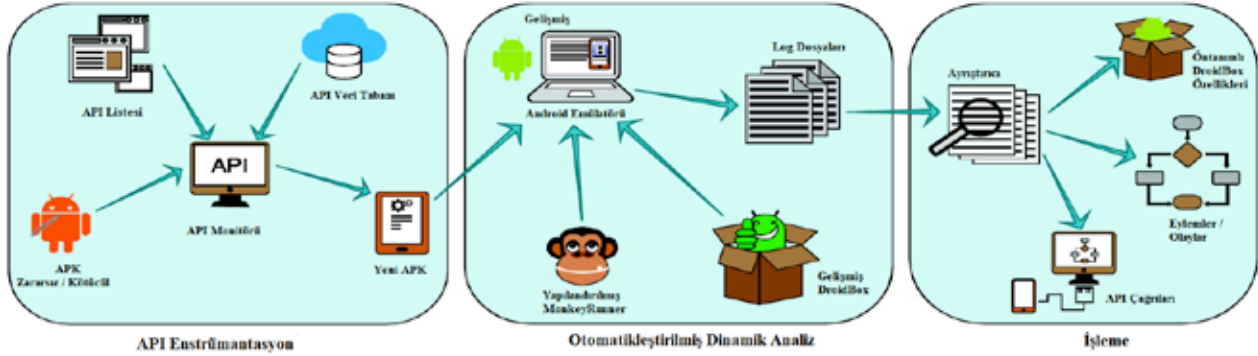 API Listesi
API Veri Tabanı
API
API Monitörü
APK
Zararsız / Kötücül
Yeni APK
API Enstrümantasyon
Gelişmiş
Android Emülatörü
Log Dosyaları
Yapılandırılmış
MonkeyRunner
Gelişmiş
DroidBox
Otomatikleştirilmiş Dinamik Analiz
Ayrıştırıcı
Öntanımlı
DroidBox
Özellikleri
Eylemler /
Olaylar
API Çağrıları
İşleme